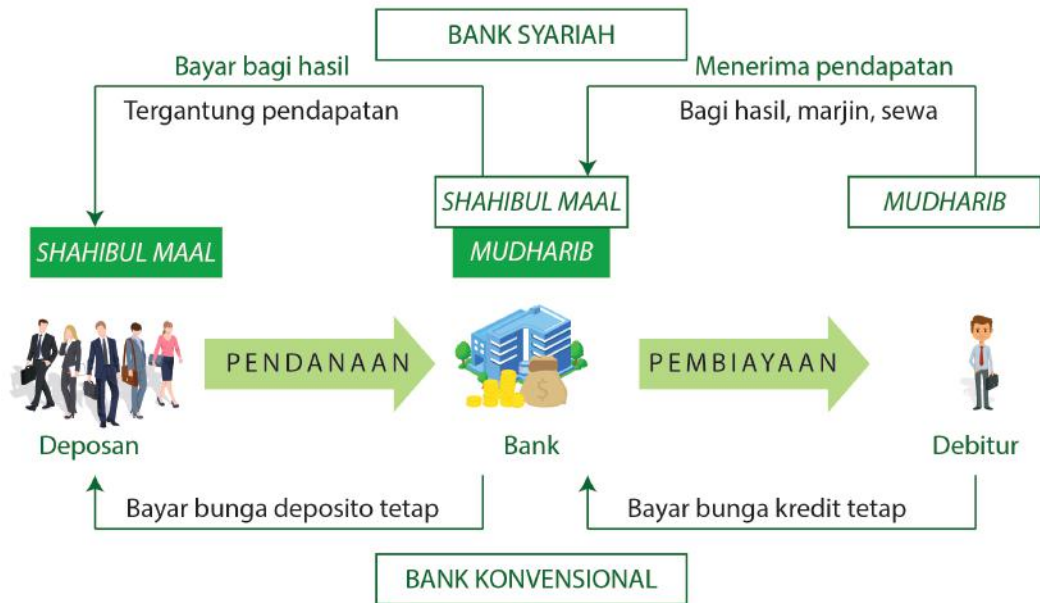 BANK SYARIAH
Bayar bagi hasil
Menerima pendapatan
Tergantung pendapatan
Bagi hasil, marjin, sewa
SHAHIBUL MAAL
MUDHARIB
SHAHIBUL MAAL
MUDHARIB
PENDANAAN
PEMBIAYAAN
$
Deposan
Bank
Debitur
Bayar bunga deposito tetap
Bayar bunga kredit tetap
BANK KONVENSIONAL